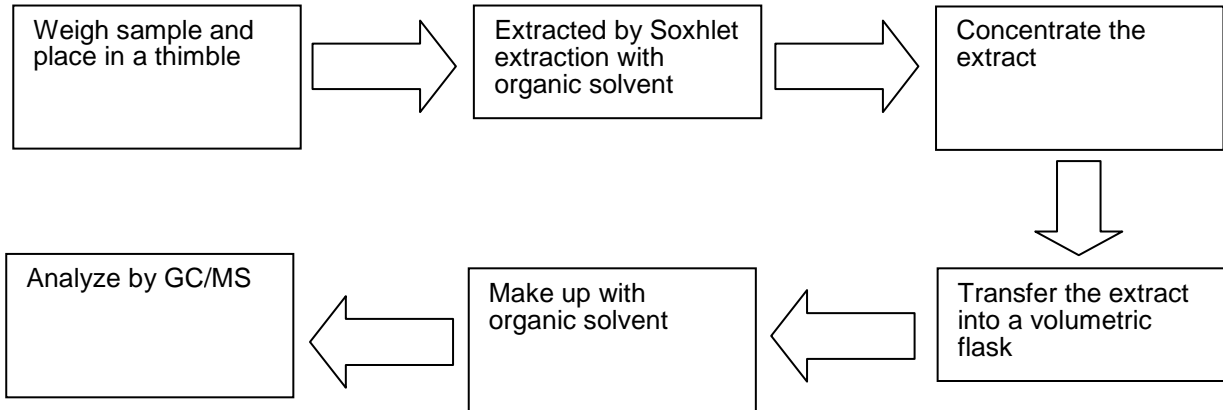 Weigh sample and
place in a thimble
Extracted by Soxhlet
extraction with
organic solvent
Concentrate the
extract
Transfer the extract
into a volumetric
flask
Make up with
organic solvent
Analyze by GC/MS